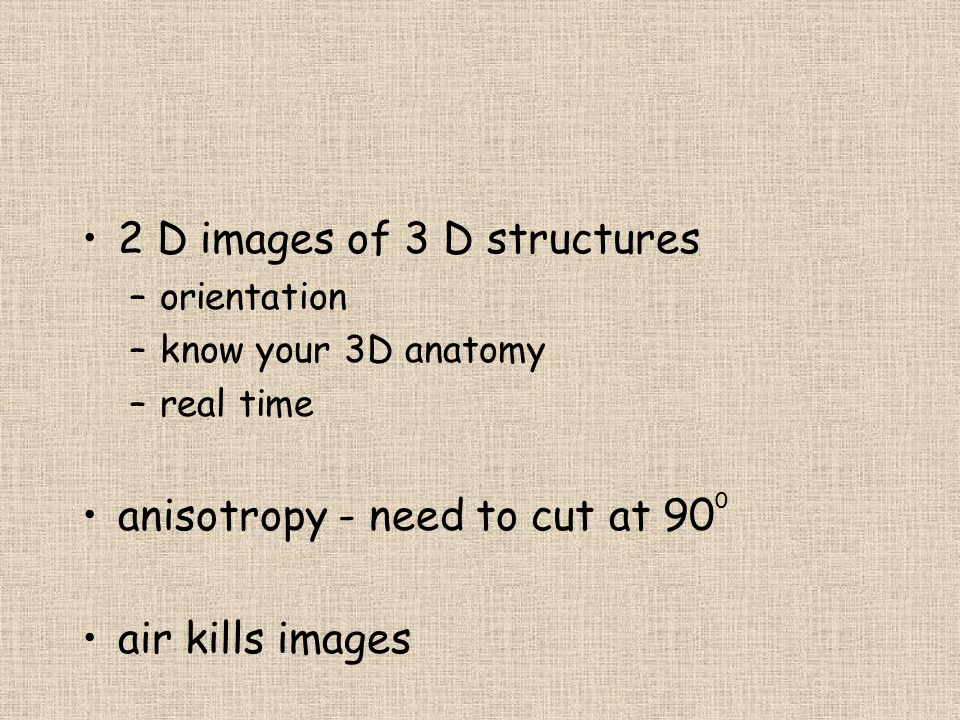 • 2 D images of 3 D structures
– orientation
– know your 3D anatomy
– real time
• anisotropy - need to cut at 90⁰
• air kills images